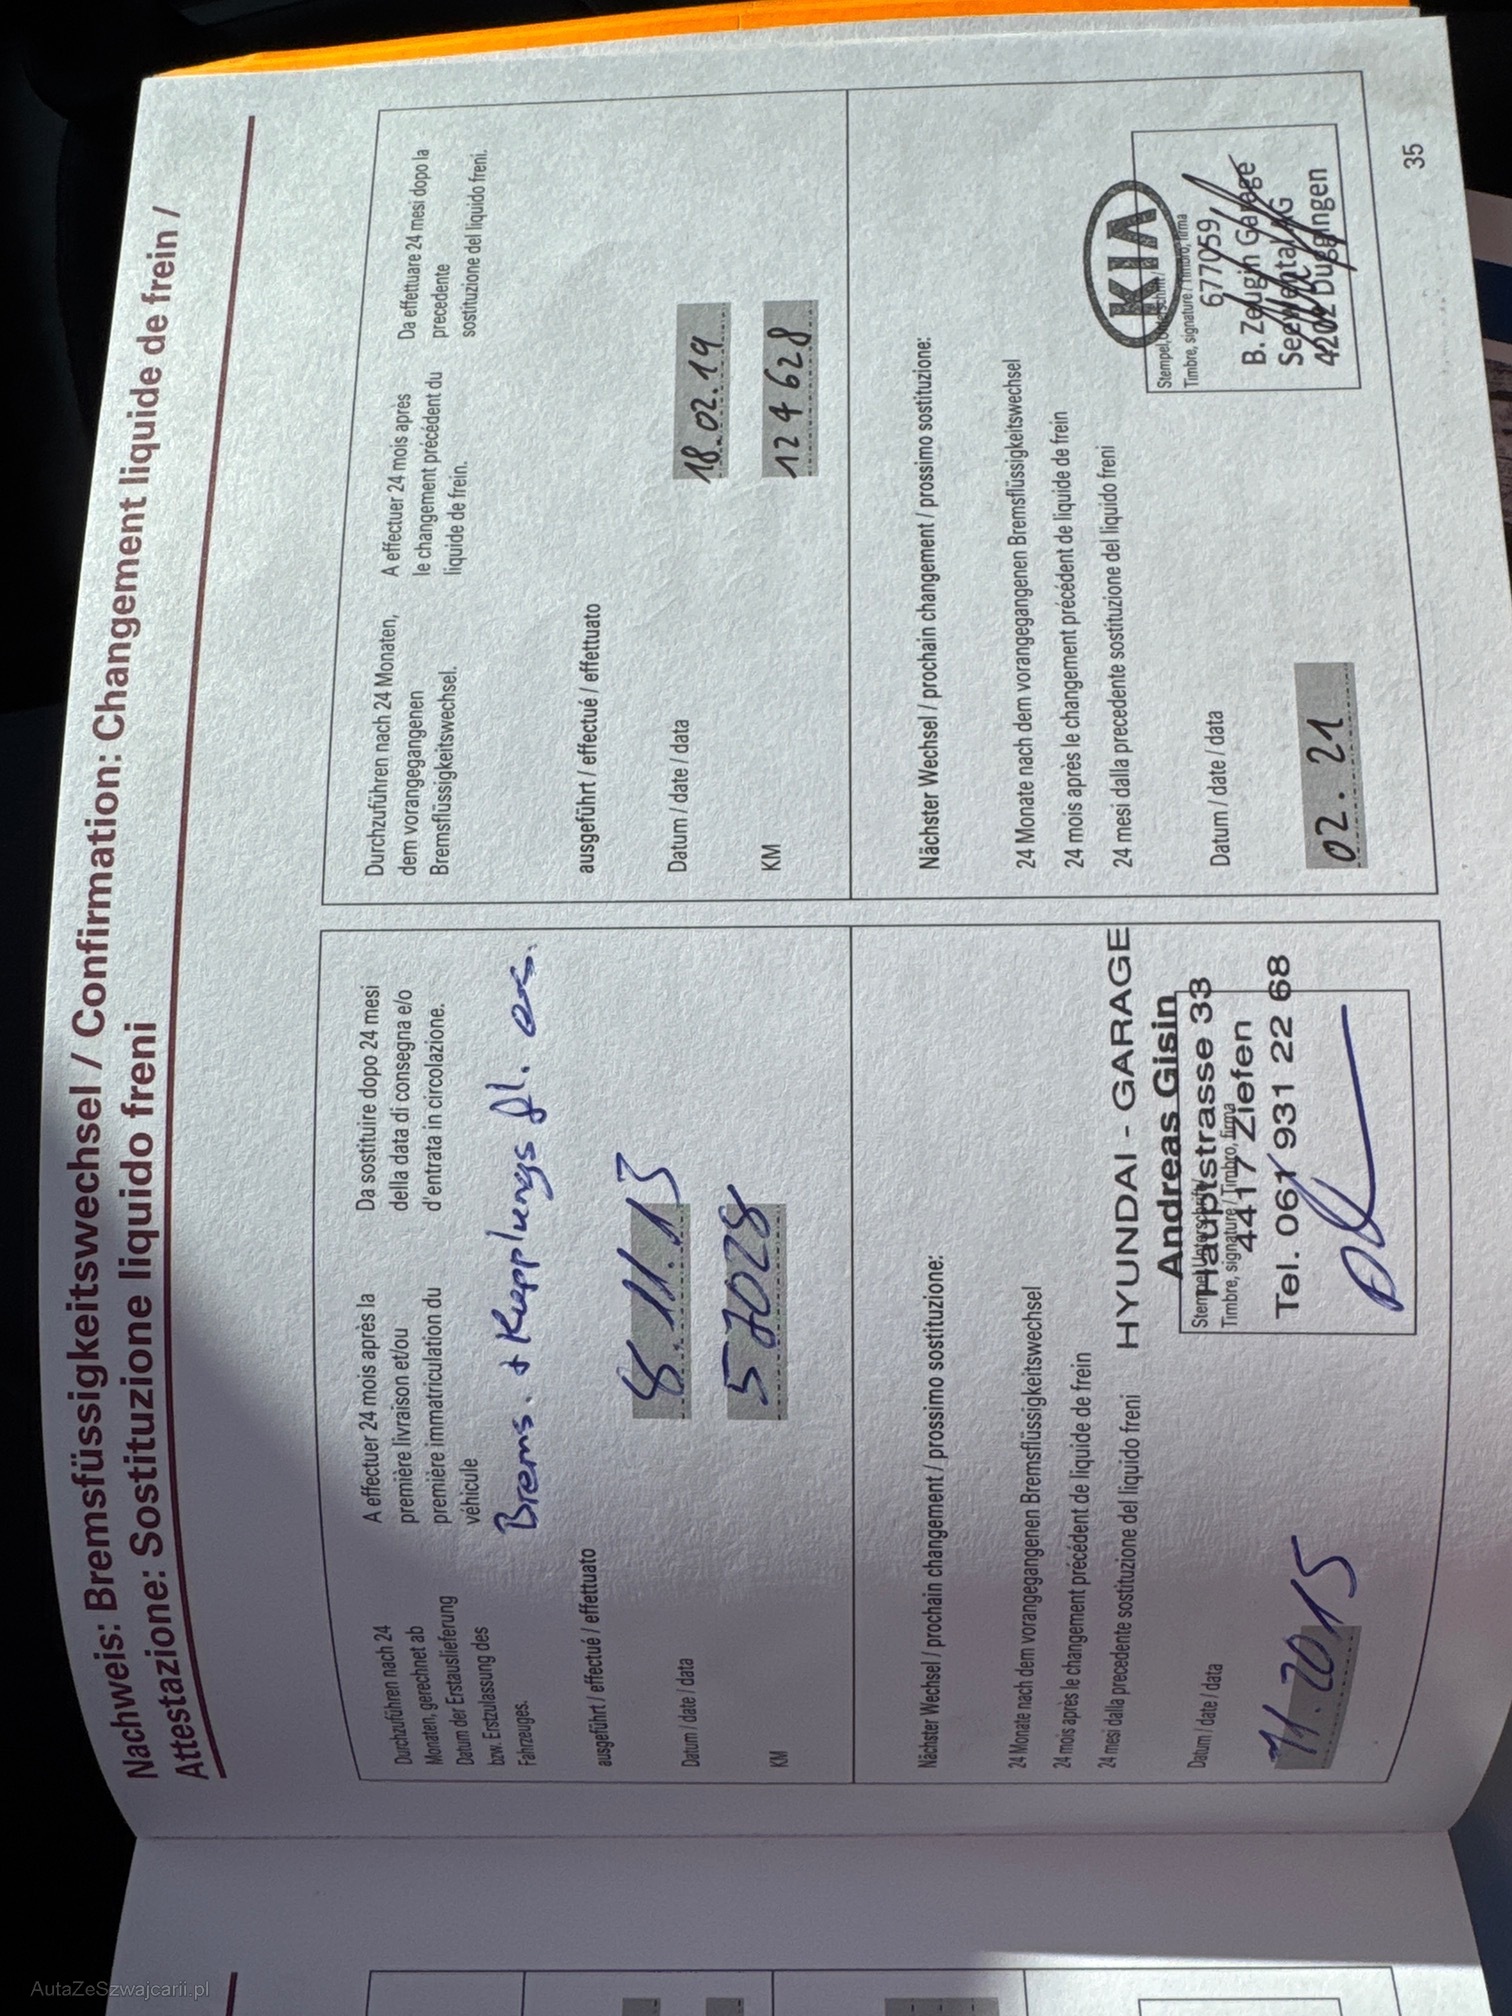 Nachweis: Bremsfüssigkeitswechsel / Confirmation: Changement liquide de frein /
Attestazione: Sostituzione liquido freni
Durchzuführen nach 24
Monaten, gerechnet ab
Datum der Erstauslieferung
bzw. Erstzulassung des
Fahrzeuges.
A effectuer 24 mois après la
première livraison et/ou
première immatriculation du
véhicule
Da sostituire dopo 24 mesi
della data di consegna e/o
d'entrata in circolazione.
Brems. + Kupplungs fl. ers.
ausgeführt / effectué / effettuato
Datum / date / data
8.11.13
KM
57028
Nächster Wechsel / prochain changement / prossimo sostituzione:
24 Monate nach dem vorangegangenen Bremsflüssigkeitswechsel
24 mois après le changement précédent de liquide de frein
24 mesi dalla precedente sostituzione del liquido freni
Datum / date / data
11.2015
HYUNDAI - GARAGE
Andreas Gisin
Hauptstrasse 33
4417 Ziefen
Tel. 061 931 22 68
Stempel, Unterschrift /
Timbre, signature / Timbro, firma
Durchzuführen nach 24 Monaten,
dem vorangegangenen
Bremsflüssigkeitswechsel.
A effectuer 24 mois après
le changement précédent du
liquide de frein.
Da effettuare 24 mesi dopo la
precedente
sostituzione del liquido freni.
ausgeführt / effectué / effettuato
Datum / date / data
18.02.19
KM
124628
Nächster Wechsel / prochain changement / prossimo sostituzione:
24 Monate nach dem vorangegangenen Bremsflüssigkeitswechsel
24 mois après le changement précédent de liquide de frein
24 mesi dalla precedente sostituzione del liquido freni
Datum / date / data
02.21
KIA
Stempel, Unterschrift /
Timbre, signature / Timbro, firma
677059
B. Zeugin Garage
Seewental AG
4202 Duggingen
35
AutaZeSzwajcarii.pl